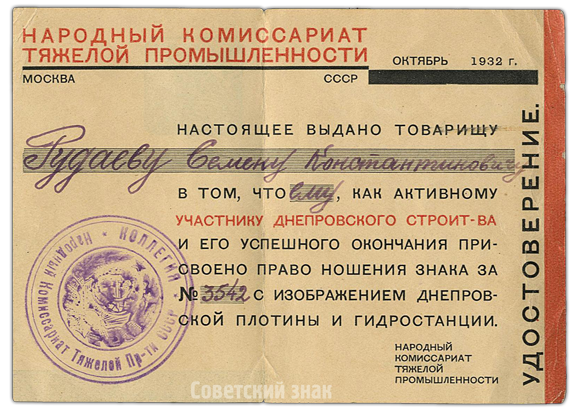 НАРОДНЫЙ КОМИССАРИАТ
ТЯЖЕЛОЙ ПРОМЫШЛЕННОСТИ
МОСКВА СССР
ОКТЯБРЬ 1932 г.
НАСТОЯЩЕЕ ВЫДАНО ТОВАРИЩУ
Рудаеву Семену Константиновичу
В ТОМ, ЧТО ему, КАК АКТИВНОМУ
УЧАСТНИКУ ДНЕПРОВСКОГО СТРОИТ-ВА
И ЕГО УСПЕШНОГО ОКОНЧАНИЯ ПРИ-
СВОЕНО ПРАВО НОШЕНИЯ ЗНАКА ЗА
№ 3542 С ИЗОБРАЖЕНИЕМ ДНЕПРОВ-
СКОЙ ПЛОТИНЫ И ГИДРОСТАНЦИИ.
НАРОДНЫЙ
КОМИССАРИАТ
ТЯЖЕЛОЙ
ПРОМЫШЛЕННОСТИ
УДОСТОВЕРЕНИЕ.
КОЛЛЕГИЯ
Народный Комиссариат Тяжелой Пр-ти СССР
Советский знак